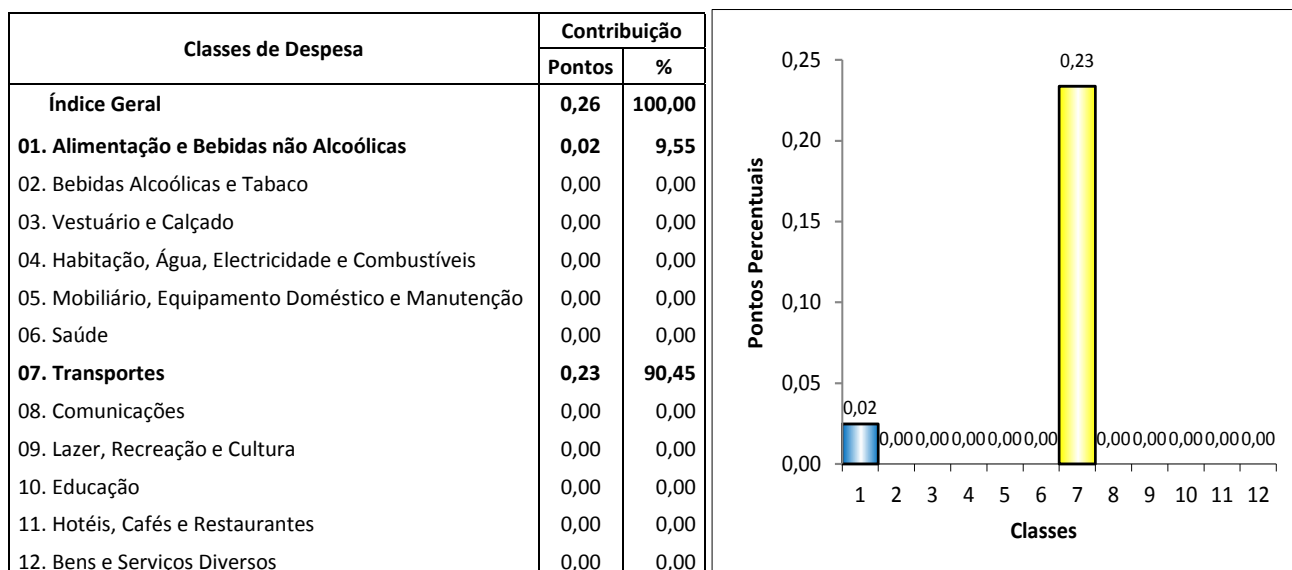 Classes de Despesa
Contribuição
Pontos %
Índice Geral 0,26 100,00
01. Alimentação e Bebidas não Alcoólicas 0,02 9,55
02. Bebidas Alcoólicas e Tabaco 0,00 0,00
03. Vestuário e Calçado 0,00 0,00
04. Habitação, Água, Electricidade e Combustíveis 0,00 0,00
05. Mobiliário, Equipamento Doméstico e Manutenção 0,00 0,00
06. Saúde 0,00 0,00
07. Transportes 0,23 90,45
08. Comunicações 0,00 0,00
09. Lazer, Recreação e Cultura 0,00 0,00
10. Educação 0,00 0,00
11. Hotéis, Cafés e Restaurantes 0,00 0,00
12. Bens e Serviços Diversos 0,00 0,00
Pontos Percentuais
0,25
0,20
0,15
0,10
0,05
0,00
0,23
0,02
0,00 0,00 0,00 0,00 0,00 0,00 0,00 0,00 0,00 0,00
1 2 3 4 5 6 7 8 9 10 11 12
Classes